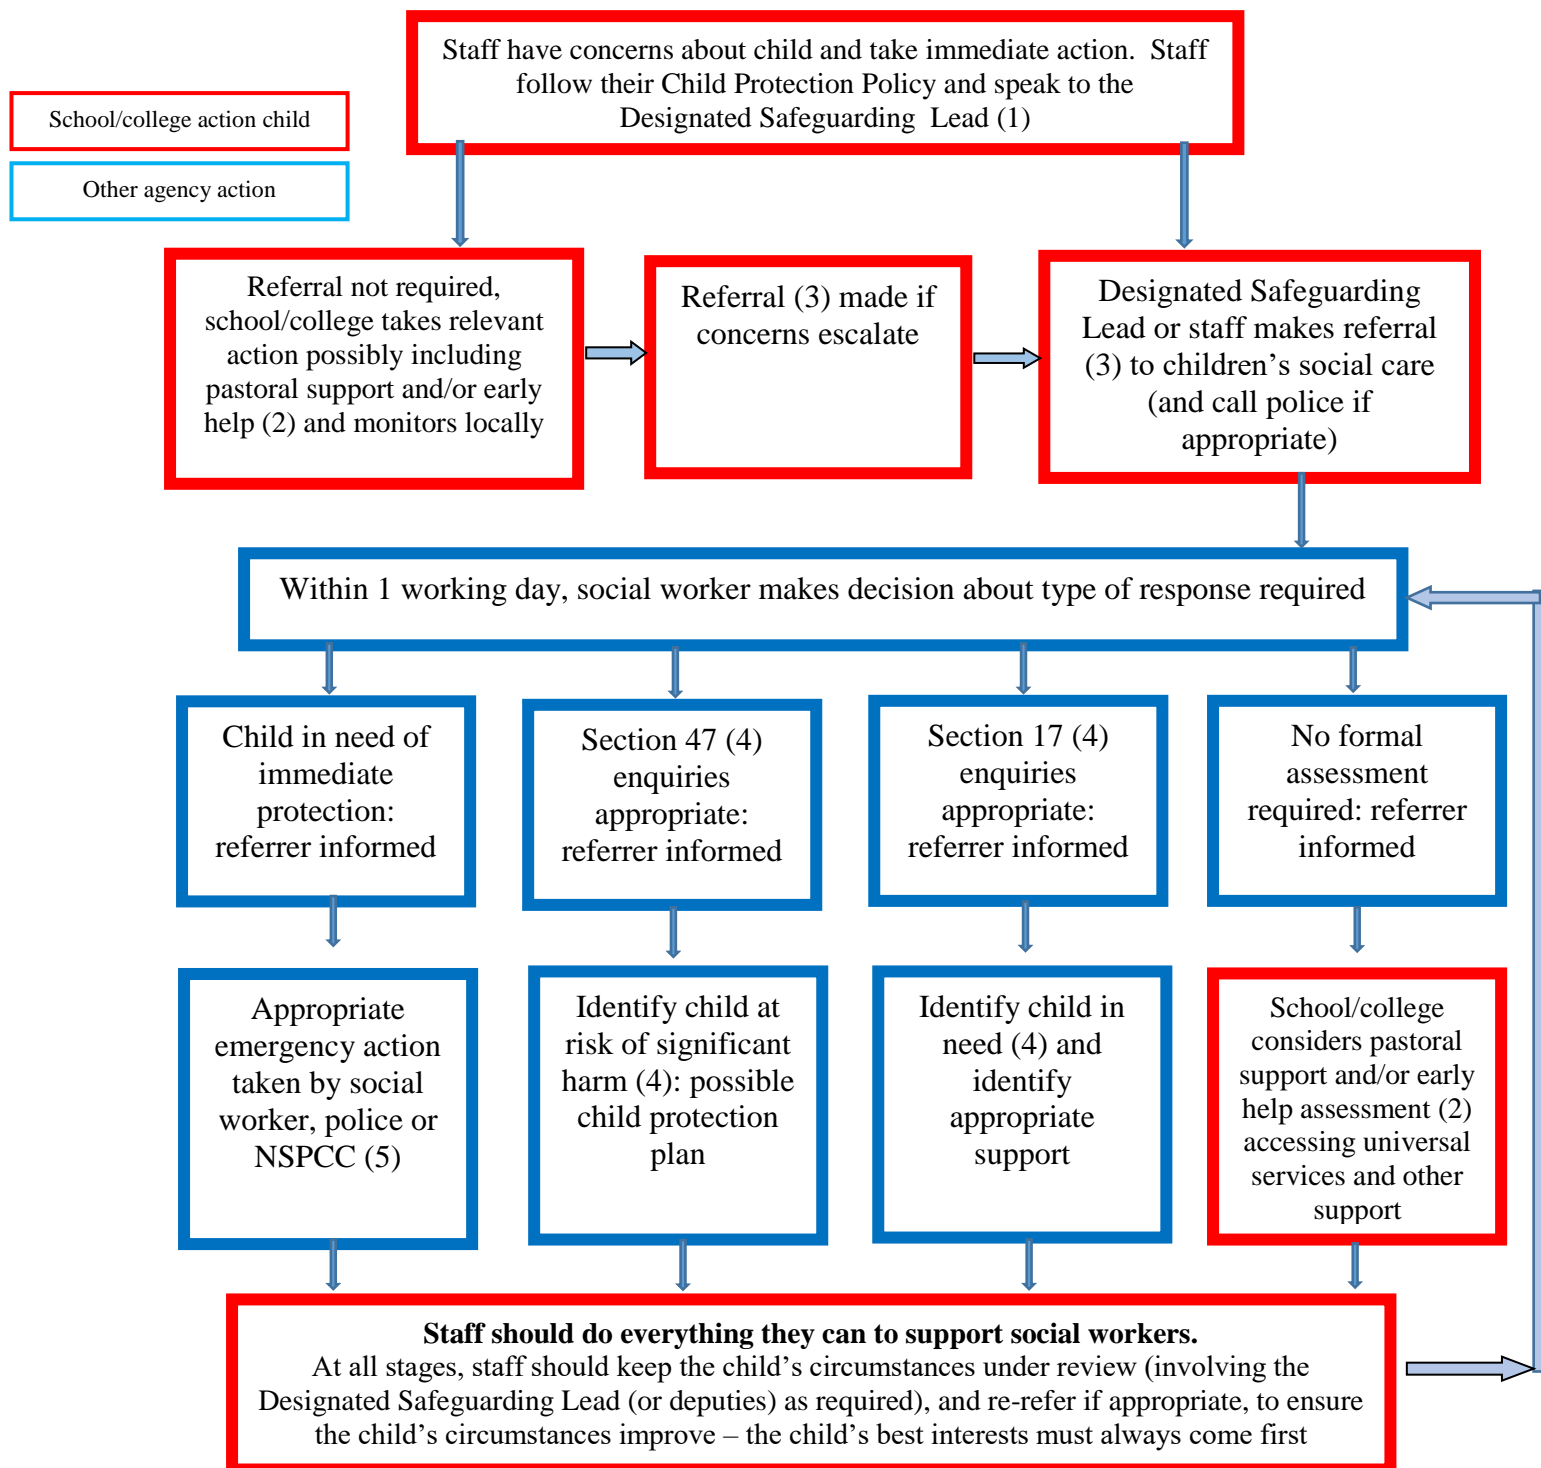 Staff have concerns about child and take immediate action.  Staff
follow their Child Protection Policy and speak to the
Designated Safeguarding  Lead (1)
School/college action child
Other agency action
Referral not required,
school/college takes relevant
action possibly including
pastoral support and/or early
help (2) and monitors locally
Referral (3) made if
concerns escalate
Designated Safeguarding
Lead or staff makes referral
(3) to children’s social care
(and call police if
appropriate)
Within 1 working day, social worker makes decision about type of response required
Child in need of
immediate
protection:
referrer informed
Section 47 (4)
enquiries
appropriate:
referrer informed
Section 17 (4)
enquiries
appropriate:
referrer informed
No formal
assessment
required: referrer
informed
Appropriate
emergency action
taken by social
worker, police or
NSPCC (5)
Identify child at
risk of significant
harm (4): possible
child protection
plan
Identify child in
need (4) and
identify
appropriate
support
School/college
considers pastoral
support and/or early
help assessment (2)
accessing universal
services and other
support
Staff should do everything they can to support social workers.
At all stages, staff should keep the child’s circumstances under review (involving the
Designated Safeguarding Lead (or deputies) as required), and re-refer if appropriate, to ensure
the child’s circumstances improve – the child’s best interests must always come first